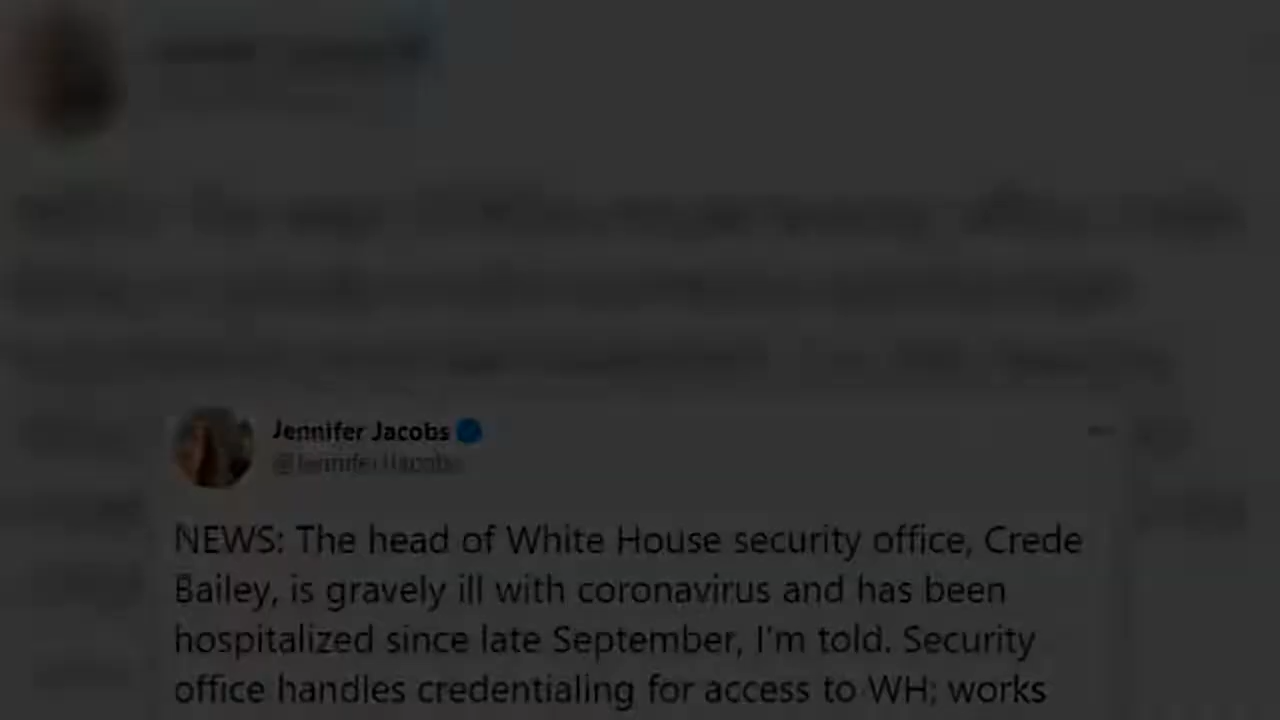 Jennifer Jacobs
@JenniferJJacobs
NEWS: The head of White House security office, Crede
Bailey, is gravely ill with coronavirus and has been
hospitalized since late September, I'm told. Security
office handles credentialing for access to WH; works